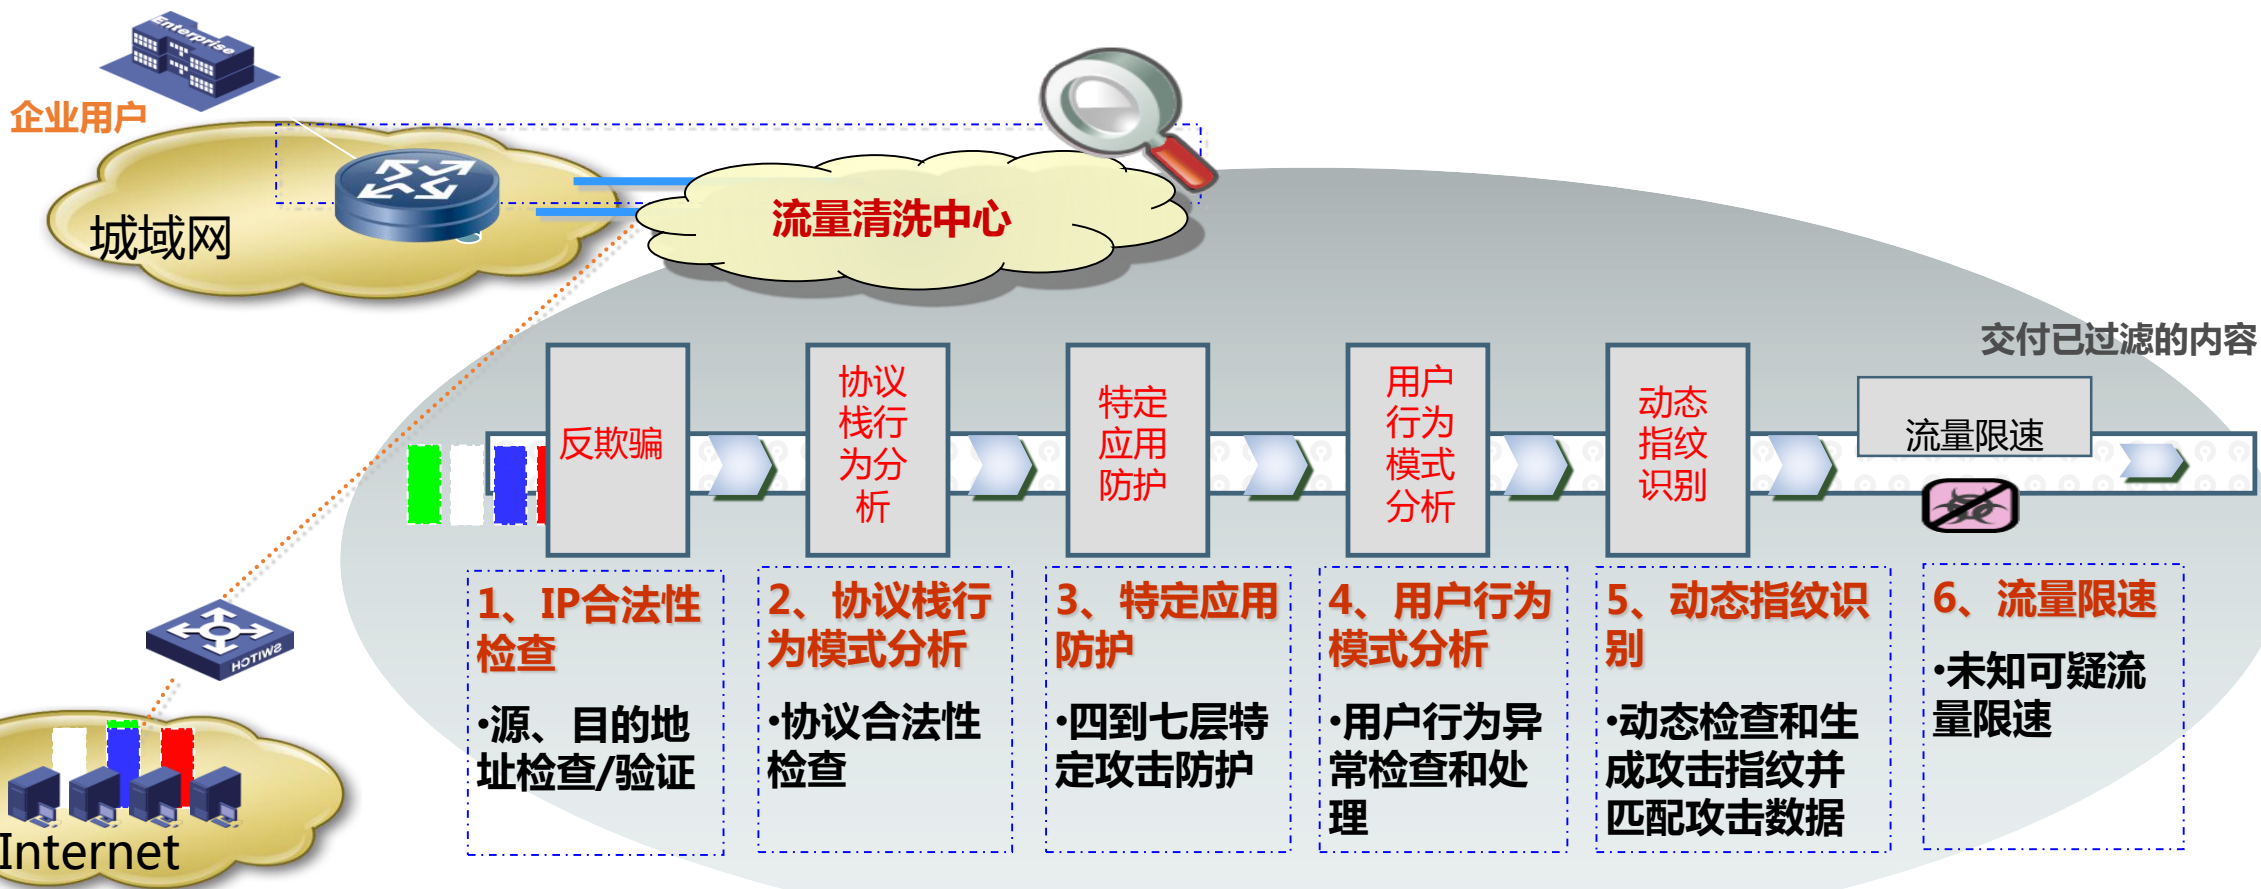 Enterprise
企业用户
城域网
流量清洗中心
交付已过滤的内容
反欺骗
协议
栈行
为分
析
特定
应用
防护
用户
行为
模式
分析
动态
指纹
识别
流量限速
SWITCH
Internet
1、IP合法性
检查
•源、目的地
址检查/验证
2、协议栈行
为模式分析
•协议合法性
检查
3、特定应用
防护
•四到七层特
定攻击防护
4、用户行为
模式分析
•用户行为异
常检查和处
理
5、动态指纹识
别
•动态检查和生
成攻击指纹并
匹配攻击数据
6、流量限速
•未知可疑流
量限速